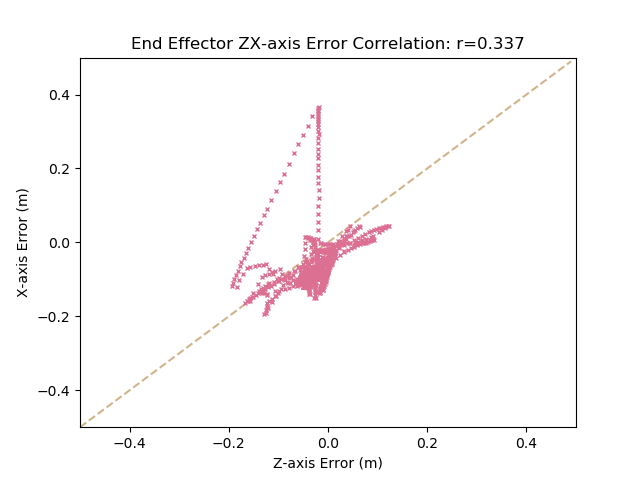 End Effector ZX-axis Error Correlation: r=0.337
0.4
0.2
0.0
−0.2
−0.4
X-axis Error (m)
−0.4 −0.2 0.0 0.2 0.4
Z-axis Error (m)